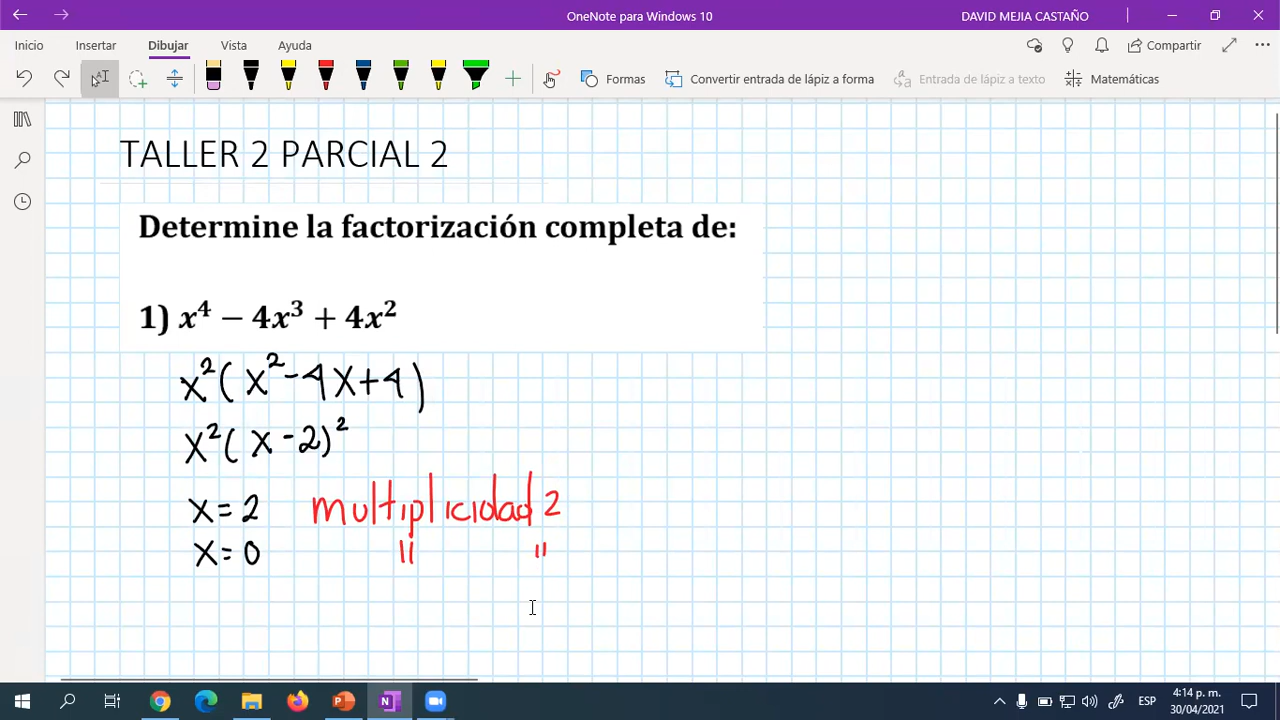 OneNote para Windows 10
DAVID MEJIA CASTAÑO
Inicio Insertar Dibujar Vista Ayuda
Compartir
Formas Convertir entrada de lápiz a forma Entrada de lápiz a texto Matemáticas
TALLER 2 PARCIAL 2
Determine la factorización completa de:
1) x⁴ − 4x³ + 4x²
x²(x²-4x+4)
x²(x-2)²
x=2 multiplicidad 2
x=0 " "
ESP
4:14 p. m.
30/04/2021